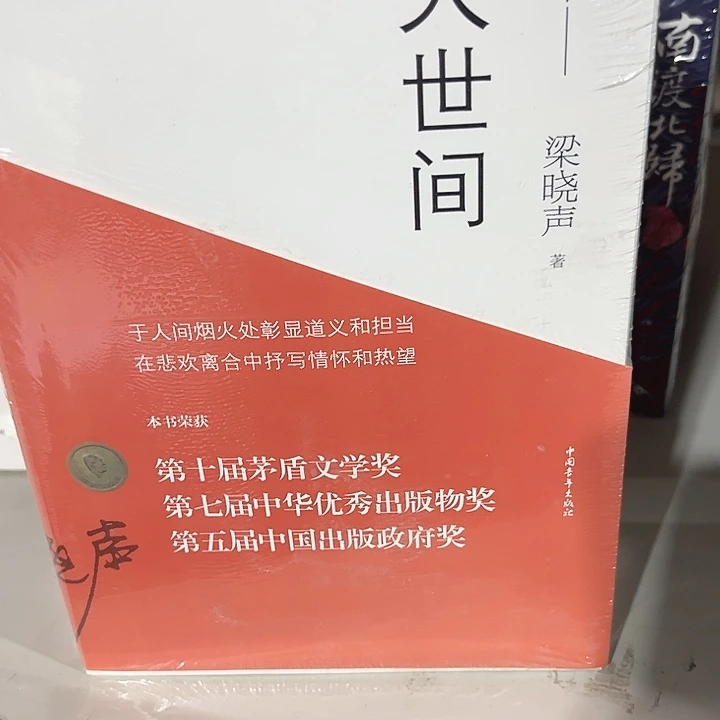 人世间
梁晓声
著
于人间烟火处彰显道义和担当
在悲欢离合中抒写情怀和热望
本书荣获
第十届茅盾文学奖
第七届中华优秀出版物奖
第五届中国出版政府奖
中国青年出版社
声
南渡北归